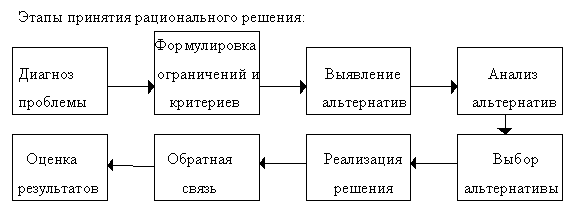 Этапы принятия рационального решения:
Диагноз
проблемы
Формулировка
ограничений и
критериев
Выявление
альтернатив
Анализ
альтернатив
Выбор
альтернативы
Реализация
решения
Обратная
связь
Оценка
результатов